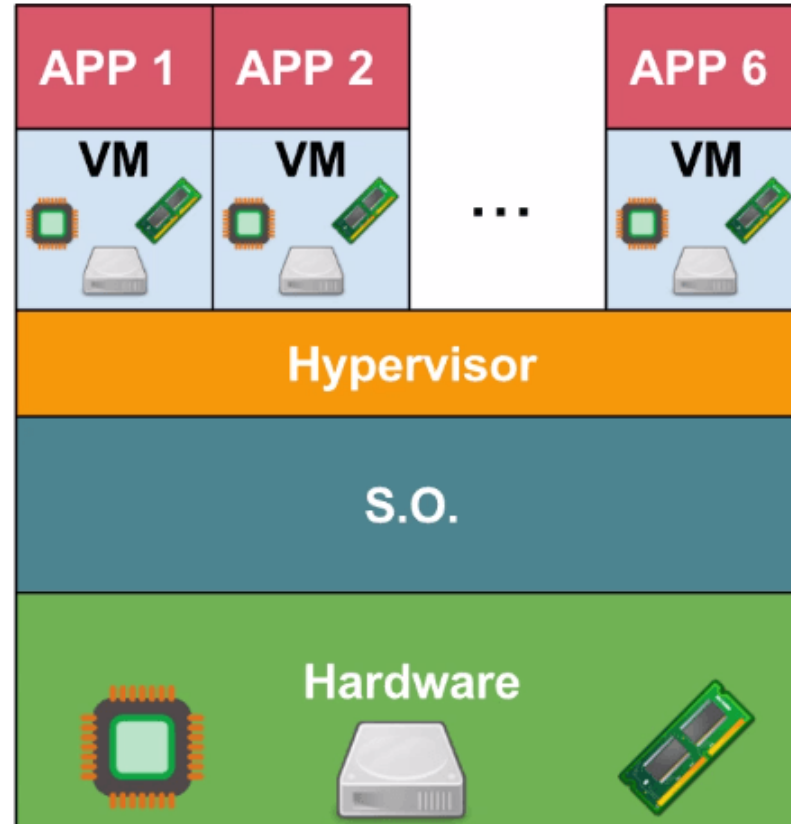 APP 1 APP 2 APP 6
VM VM ... VM
Hypervisor
S.O.
Hardware